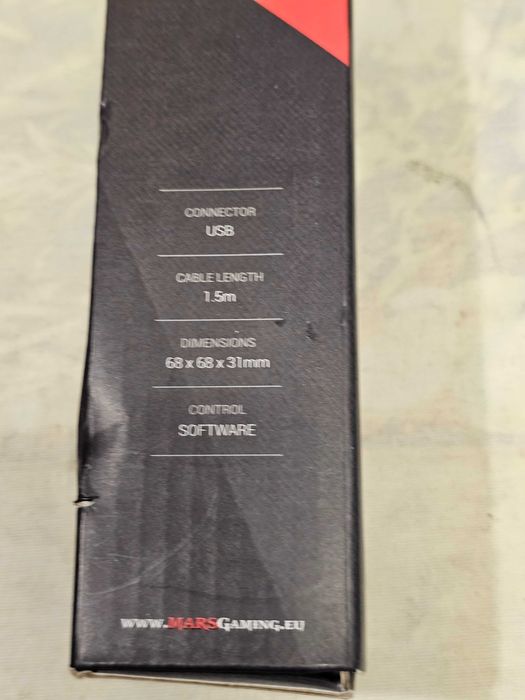 CONNECTOR
USB
CABLE LENGTH
1.5m
DIMENSIONS
68 x 68 x 31mm
CONTROL
SOFTWARE
WWW.MARSGAMING.EU